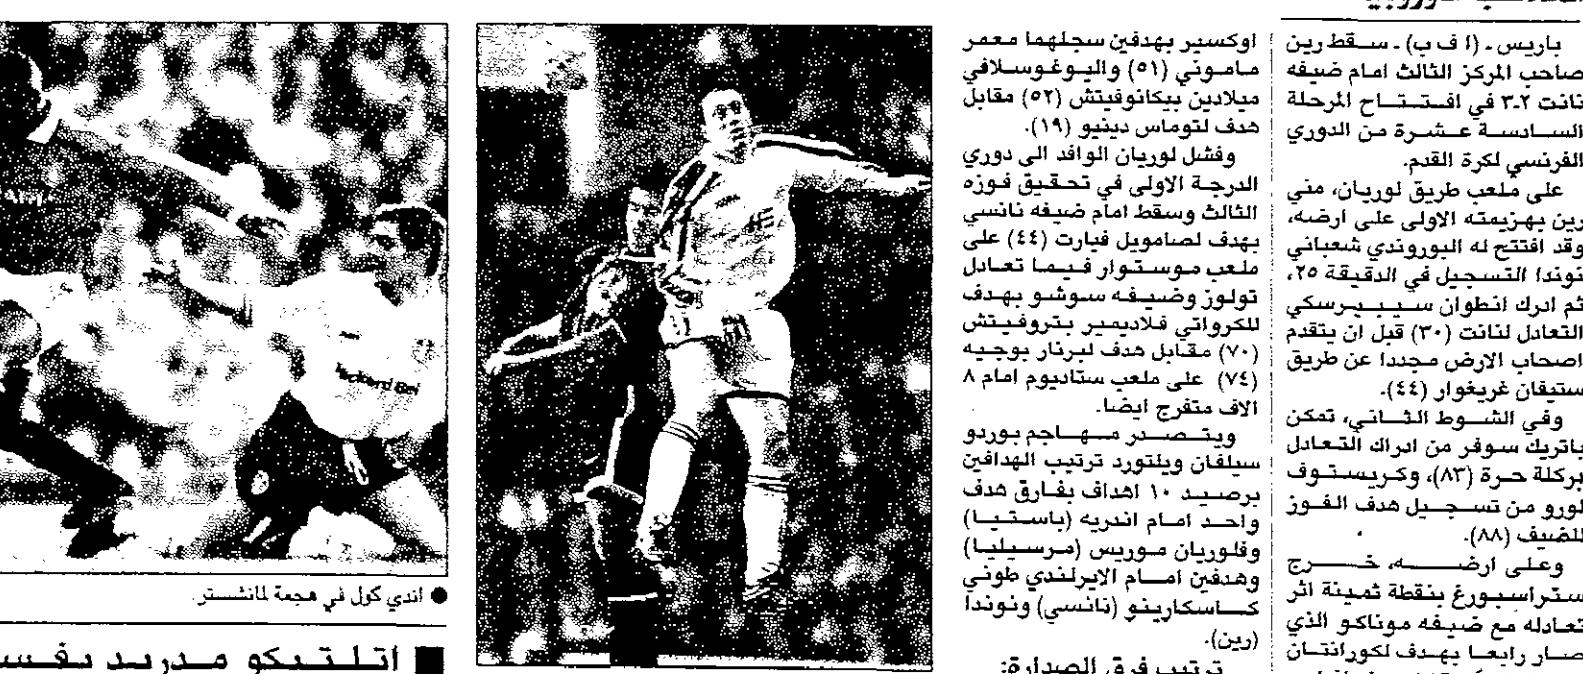 باريس ـ (ا ف ب) ـ سقط رين
صاحب المركز الثالث امام ضيفه
نانت ٢ـ٣ في افتتاح المرحلة
السادسة عشرة من الدوري
الفرنسي لكرة القدم.
على ملعب طريق لوريان، مني
رين بهزيمته الاولى على ارضه،
وقد افتتح له البوروندي شعباني
نوندا التسجيل في الدقيقة ٢٥،
ثم ادرك انطوان سيبيرسكي
التعادل لنانت (٣٠) قبل ان يتقدم
اصحاب الارض مجددا عن طريق
ستيفان غريغوار (٤٤).
وفي الشوط الثاني، تمكن
باتريك سوفر من ادراك التعادل
بركلة حرة (٨٣)، وكريستوف
لورو من تسجيل هدف الفوز
للضيف (٨٨).
وعلى ارضه، خرج
ستراسبورغ بنقطة ثمينة اثر
تعادله مع ضيفه موناكو الذي
صار رابعا بهدف لكورانتان
اوكسير بهدفين سجلهما معمر
ماموني (٥١) واليوغوسلافي
ميلادين بيكانوفيتش (٥٢) مقابل
هدف لتوماس دينيو (١٩).
وفشل لوريان الوافد الى دوري
الدرجة الاولى في تحقيق فوزه
الثالث وسقط امام ضيفه نانسي
بهدف لصامويل فيارت (٤٤) على
ملعب موستوار فيما تعادل
تولوز وضيفه سوشو بهدف
للكرواتي فلاديمير بتروفيتش
(٧٠) مقابل هدف لبرنار بوجيه
(٧٤) على ملعب ستاديوم امام ٨
الاف متفرج ايضا.
ويتصدر مهاجم بوردو
سيلفان ويلتورد ترتيب الهدافين
برصيد ١٠ اهداف بفارق هدف
واحد امام اندريه (باستيا)
وفلوريان موريس (مرسيليا)
وهدفين امام الايرلندي طوني
كاسكارينو (نانسي) ونوندا
(رين).
ترتيب فرق الصدارة:
● اندي كول في هجمة لمانشستر.
■ اتلتيكو مدريد